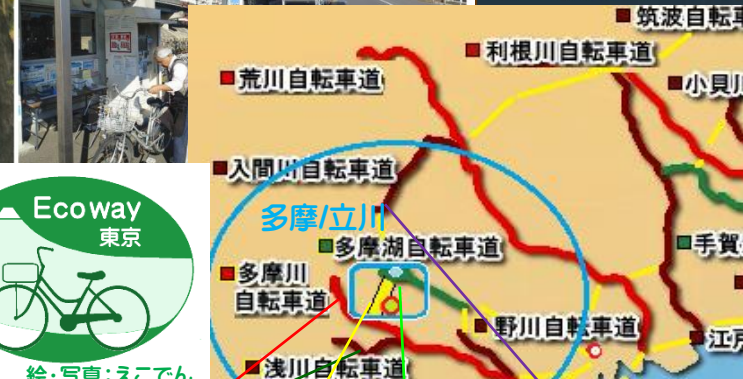 筑波自転車
利根川自転車道
荒川自転車道
小貝川
入間川自転車道
Ecoway
東京
多摩/立川
多摩湖自転車道
手賀
多摩川
自転車道
野川自転車道
江戸
浅川自転車道
絵・写真:えこでん